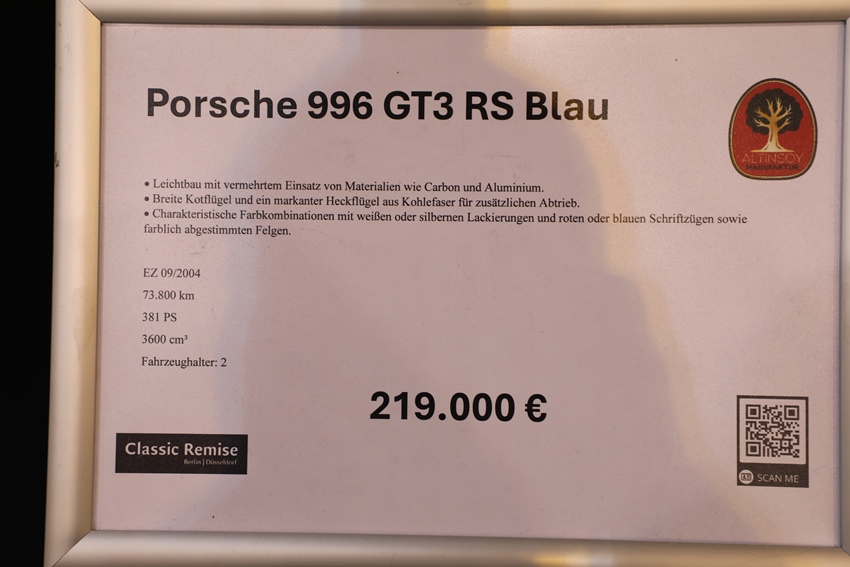 Porsche 996 GT3 RS Blau
ALTINSOY
MANUFAKTUR
• Leichtbau mit vermehrtem Einsatz von Materialien wie Carbon und Aluminium.
• Breite Kotflügel und ein markanter Heckflügel aus Kohlefaser für zusätzlichen Abtrieb.
• Charakteristische Farbkombinationen mit weißen oder silbernen Lackierungen und roten oder blauen Schriftzügen sowie
farblich abgestimmten Felgen.
EZ 09/2004
73.800 km
381 PS
3600 cm³
Fahrzeughalter: 2
219.000 €
Classic Remise
Berlin | Düsseldorf
SCAN ME